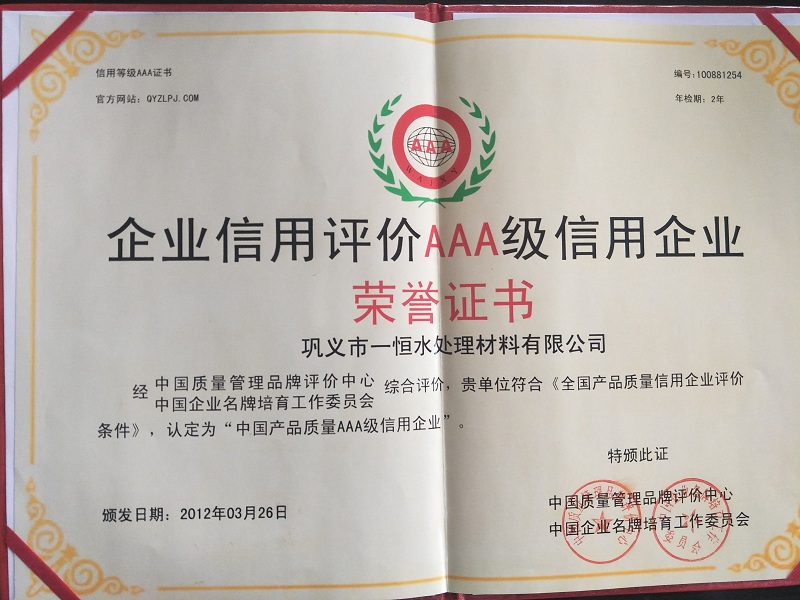 信用等级AAA证书
编号:100881254
官方网站: QYZLPJ.COM
年检期: 2年
AAA
企业信用评价AAA级信用企业
荣誉证书
巩义市一恒水处理材料有限公司
经 中国质量管理品牌评价中心 中国企业名牌培育工作委员会 综合评价，贵单位符合《全国产品质量信用企业评价
条件》，认定为“中国产品质量AAA级信用企业”。
特颁此证
中国质量管理品牌评价中心
颁发日期: 2012年03月26日
中国企业名牌培育工作委员会